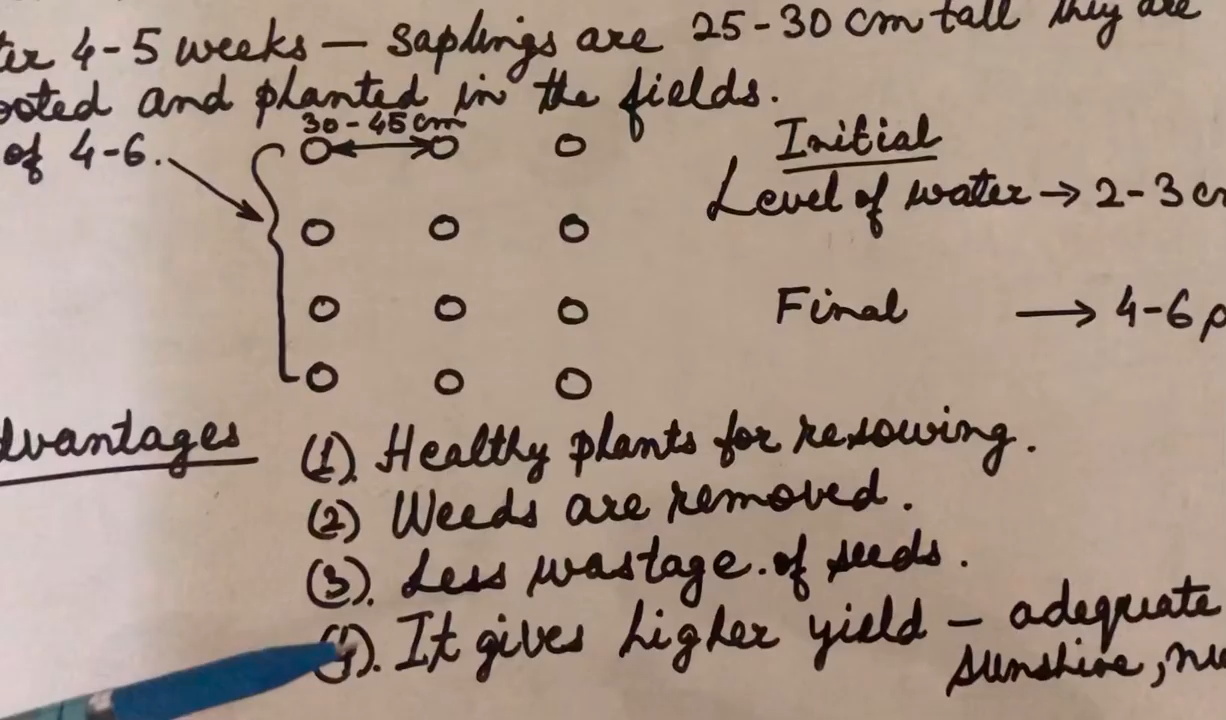 4-5 weeks — saplings are 25-30 cm tall they are
and planted in the fields.
30-45 cm
of 4-6.
Initial
Level of water → 2-3
Final → 4-6
(1). Healthy plants for resowing.
(2) Weeds are removed.
(3). Less wastage of seeds.
(4). It gives higher yield — adequate
sunshine,